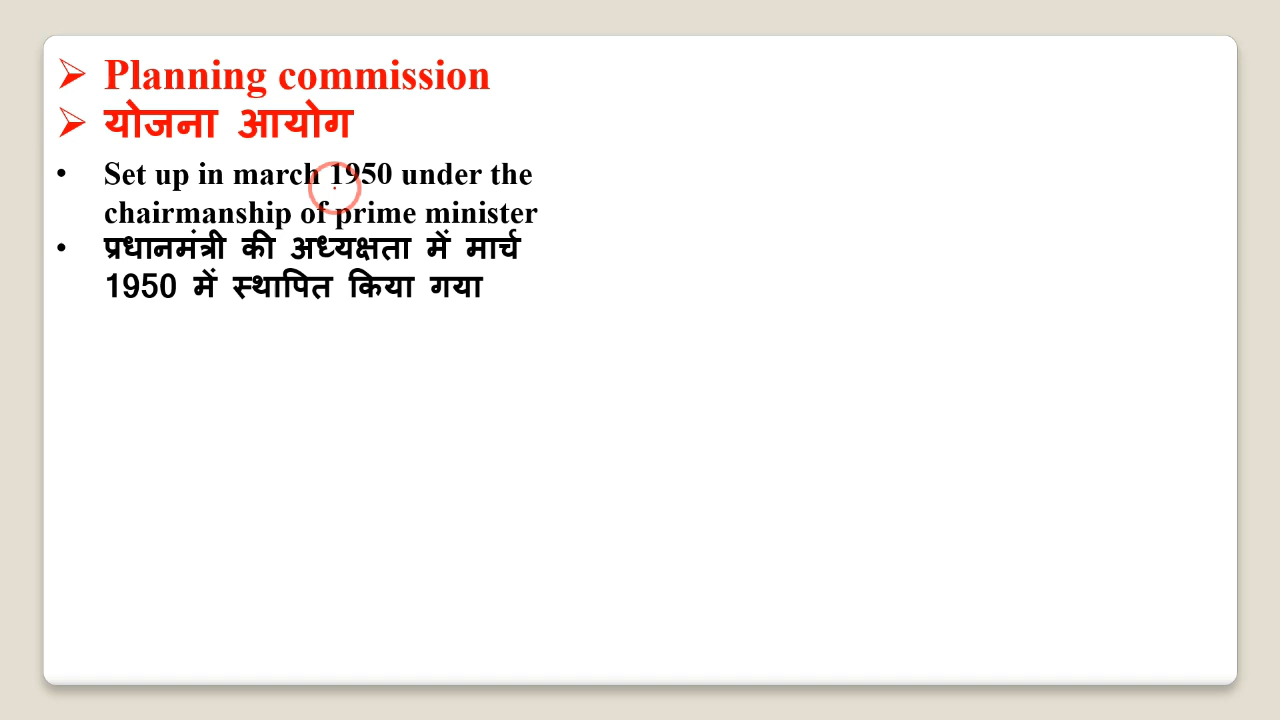 Planning commission
योजना आयोग
Set up in march 1950 under the
chairmanship of prime minister
प्रधानमंत्री की अध्यक्षता में मार्च
1950 में स्थापित किया गया